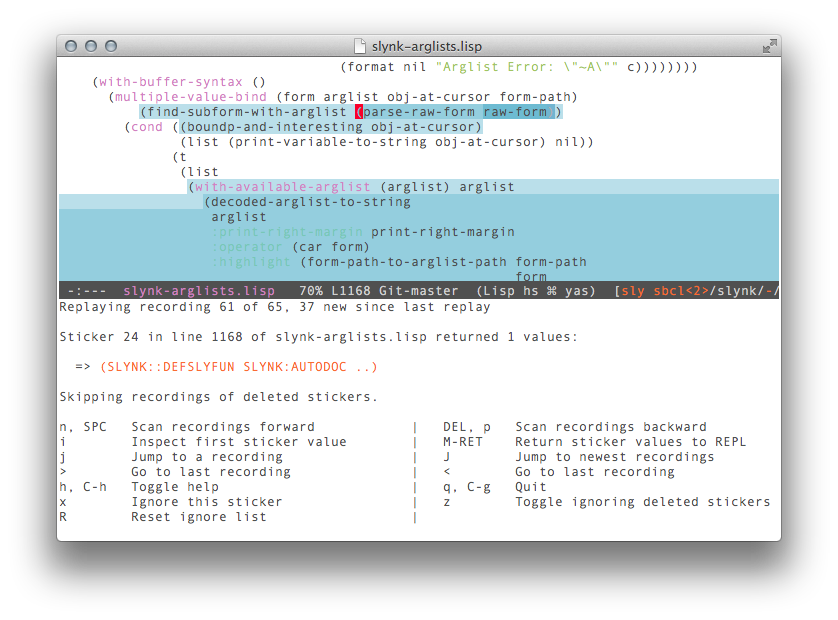 slynk-arglists.lisp
(format nil "Arglist Error: \"~A\"" c))))))))
(with-buffer-syntax ()
(multiple-value-bind (form arglist obj-at-cursor form-path)
(find-subform-with-arglist (parse-raw-form raw-form ))
(cond ((boundp-and-interesting obj-at-cursor)
(list (print-variable-to-string obj-at-cursor) nil))
(t
(list
(with-available-arglist (arglist) arglist
(decoded-arglist-to-string
arglist
:print-right-margin print-right-margin
:operator (car form)
:highlight (form-path-to-arglist-path form-path
form
-:--- slynk-arglists.lisp 70% L1168 Git-master (Lisp hs ⌘ yas) [sly sbcl<2>/slynk/-/
Replaying recording 61 of 65, 37 new since last replay
Sticker 24 in line 1168 of slynk-arglists.lisp returned 1 values:
=> (SLYNK::DEFSLYFUN SLYNK:AUTODOC ..)
Skipping recordings of deleted stickers.
n, SPC Scan recordings forward | DEL, p Scan recordings backward
i Inspect first sticker value | M-RET Return sticker values to REPL
j Jump to a recording | J Jump to newest recordings
> Go to last recording | < Go to last recording
h, C-h Toggle help | q, C-g Quit
x Ignore this sticker | z Toggle ignoring deleted stickers
R Reset ignore list |